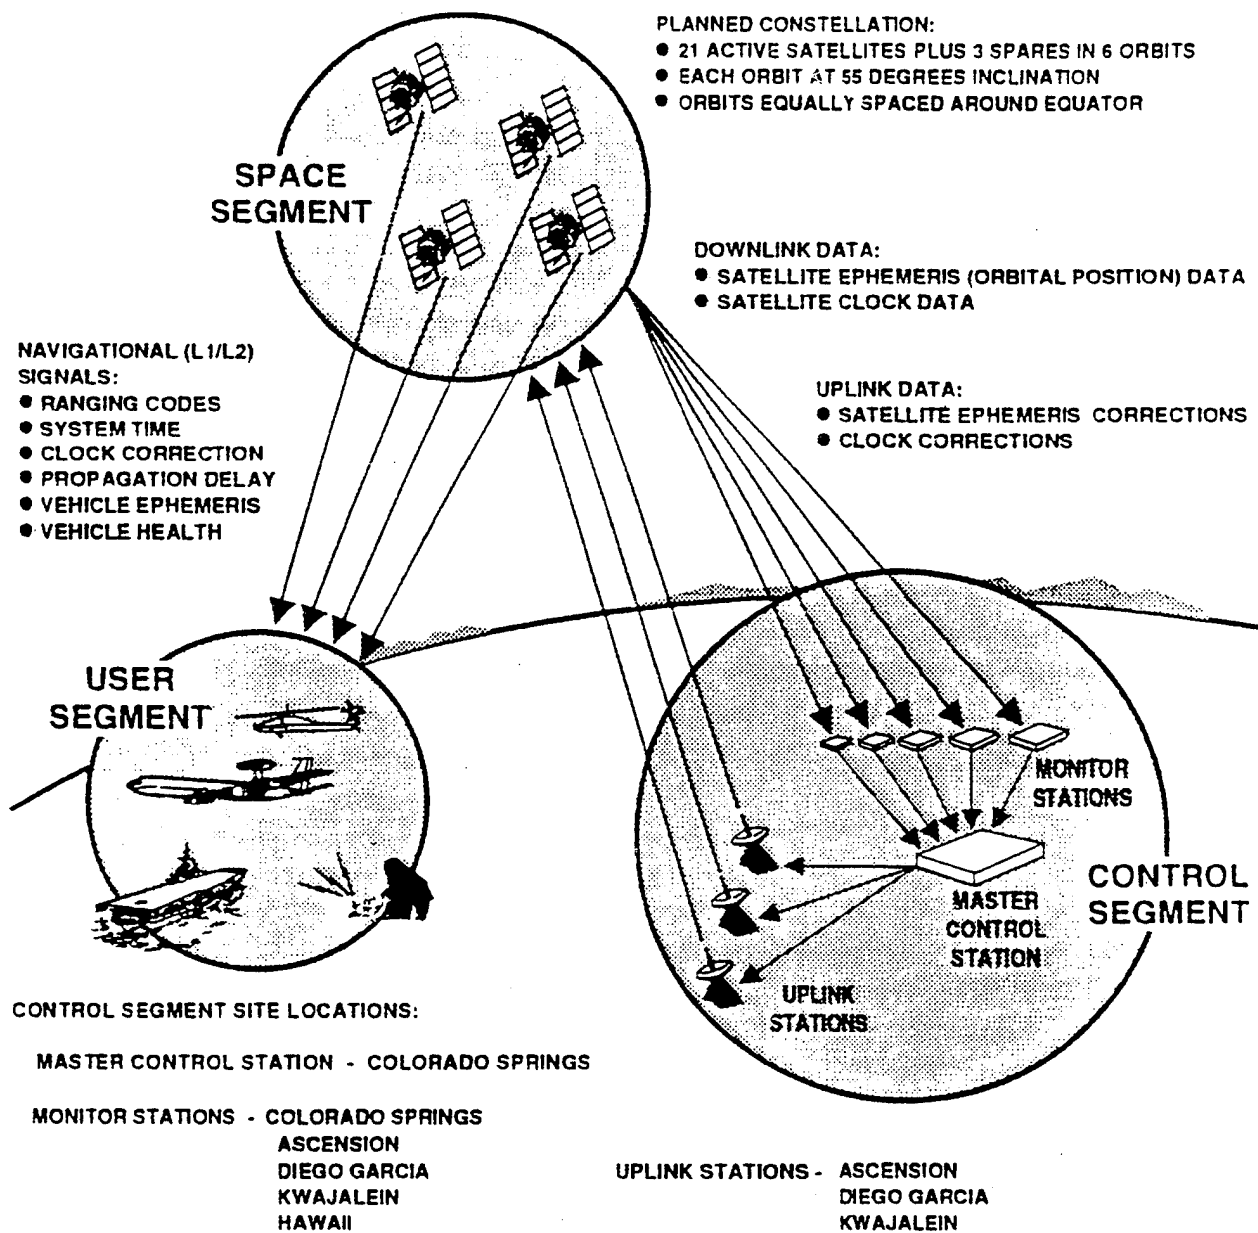 PLANNED CONSTELLATION:
● 21 ACTIVE SATELLITES PLUS 3 SPARES IN 6 ORBITS
● EACH ORBIT AT 55 DEGREES INCLINATION
● ORBITS EQUALLY SPACED AROUND EQUATOR
SPACE
SEGMENT
DOWNLINK DATA:
● SATELLITE EPHEMERIS (ORBITAL POSITION) DATA
● SATELLITE CLOCK DATA
NAVIGATIONAL (L1/L2)
SIGNALS:
● RANGING CODES
● SYSTEM TIME
● CLOCK CORRECTION
● PROPAGATION DELAY
● VEHICLE EPHEMERIS
● VEHICLE HEALTH
UPLINK DATA:
● SATELLITE EPHEMERIS CORRECTIONS
● CLOCK CORRECTIONS
USER
SEGMENT
MONITOR
STATIONS
CONTROL
SEGMENT
MASTER
CONTROL
STATION
UPLINK
STATIONS
CONTROL SEGMENT SITE LOCATIONS:
MASTER CONTROL STATION - COLORADO SPRINGS
MONITOR STATIONS - COLORADO SPRINGS
ASCENSION
DIEGO GARCIA
KWAJALEIN
HAWAII
UPLINK STATIONS - ASCENSION
DIEGO GARCIA
KWAJALEIN